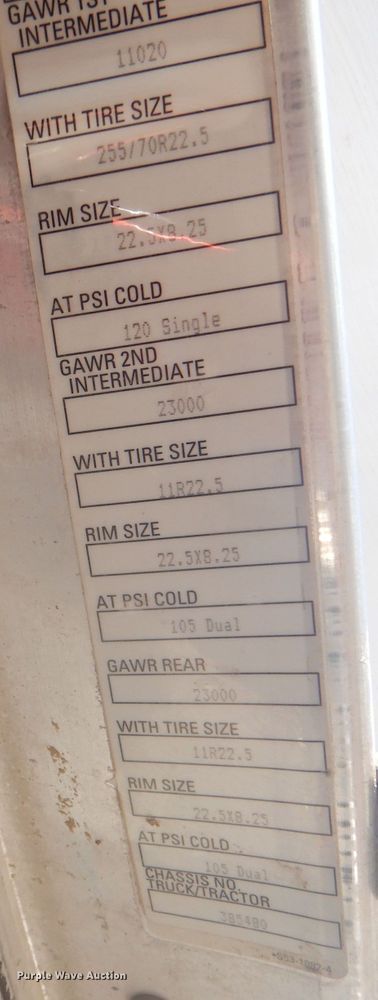 GAWR 1ST
INTERMEDIATE
11020
WITH TIRE SIZE
255/70R22.5
RIM SIZE
22.5X8.25
AT PSI COLD
120 Single
GAWR 2ND
INTERMEDIATE
23000
WITH TIRE SIZE
11R22.5
RIM SIZE
22.5X8.25
AT PSI COLD
105 Dual
GAWR REAR
23000
WITH TIRE SIZE
11R22.5
RIM SIZE
22.5X8.25
AT PSI COLD
105 Dual
CHASSIS NO.
TRUCK/TRACTOR
Purple Wave Auction